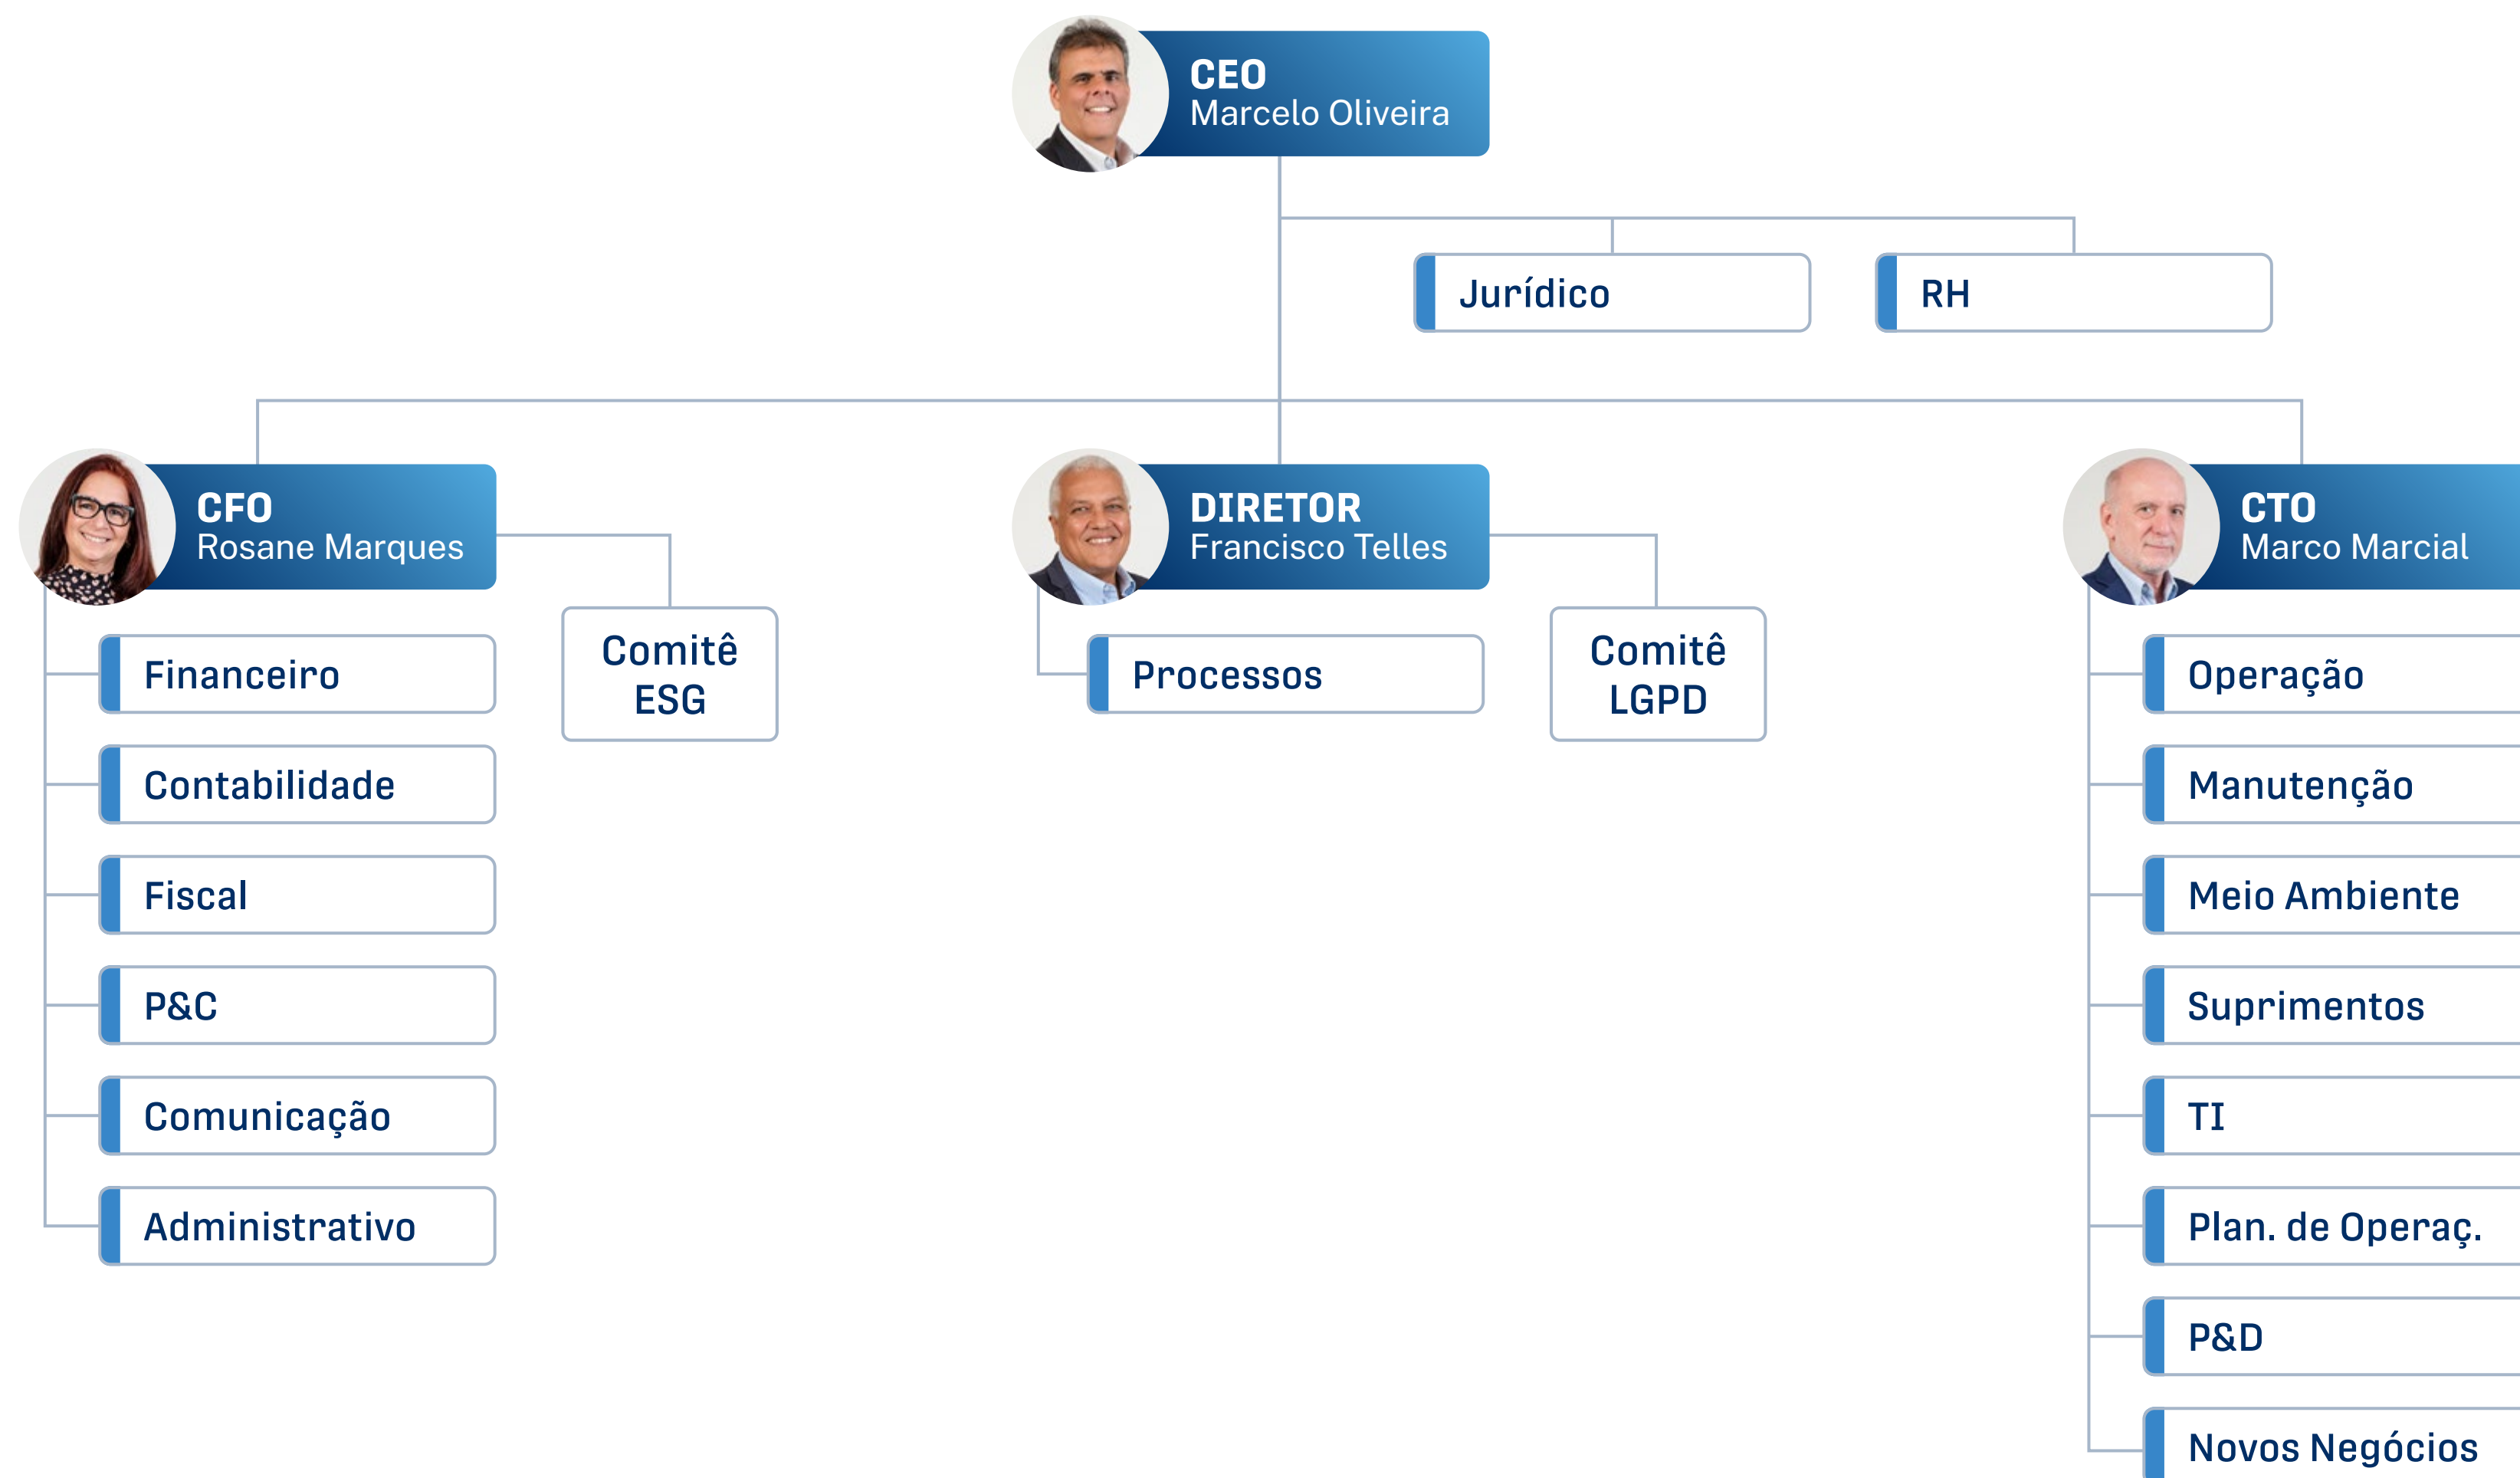 CEO
Marcelo Oliveira
Jurídico
RH
CFO
Rosane Marques
Comitê
ESG
Financeiro
Contabilidade
Fiscal
P&C
Comunicação
Administrativo
DIRETOR
Francisco Telles
Comitê
LGPD
Processos
CTO
Marco Marcial
Operação
Manutenção
Meio Ambiente
Suprimentos
TI
Plan. de Operaç.
P&D
Novos Negócios